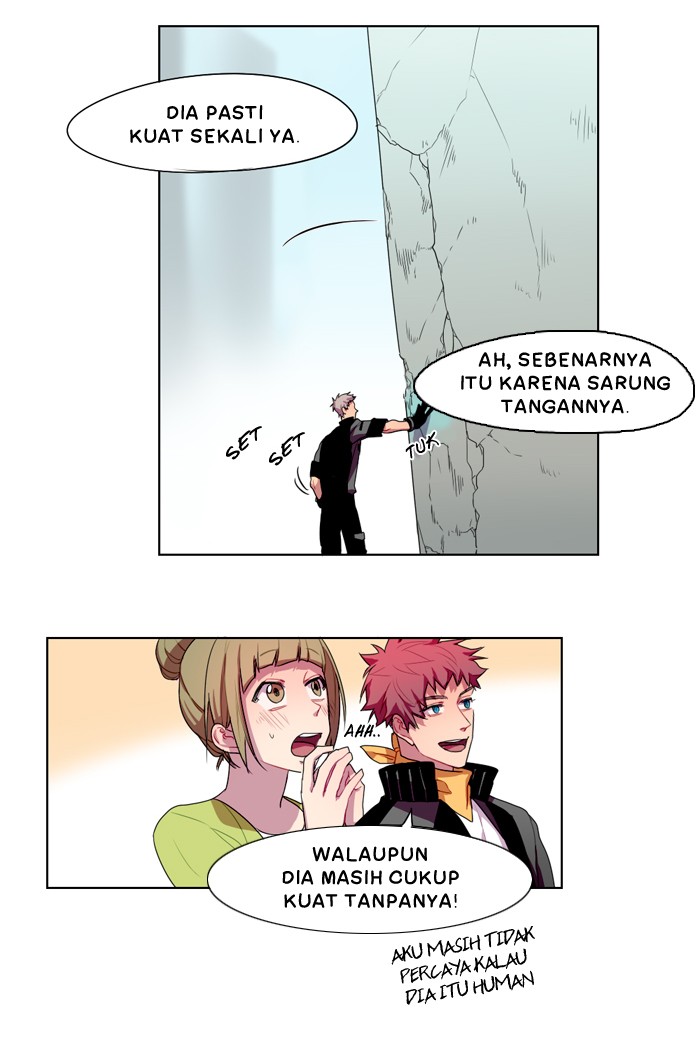 DIA PASTI
KUAT SEKALI YA.
AH, SEBENARNYA
ITU KARENA SARUNG
TANGANNYA.
SET
SET
TUK
AHH..
WALAUPUN
DIA MASIH CUKUP
KUAT TANPANYA!
AKU MASIH TIDAK
PERCAYA KALAU
DIA ITU HUMAN